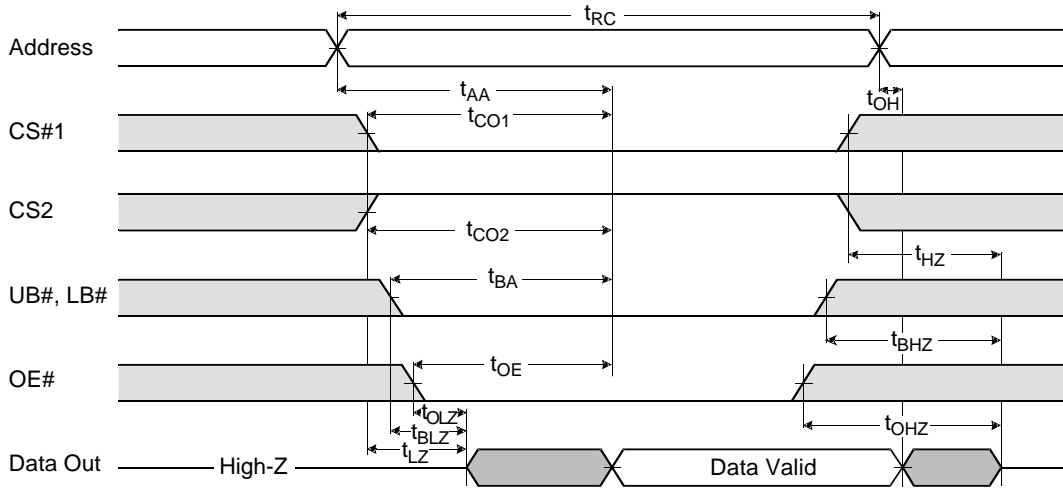 tRC
Address
tAA
tOH
tCO1
CS#1
CS2
tCO2
tHZ
tBA
UB#, LB#
tBHZ
tOE
OE#
tOLZ
tOHZ
tBLZ
tLZ
Data Out
High-Z
Data Valid